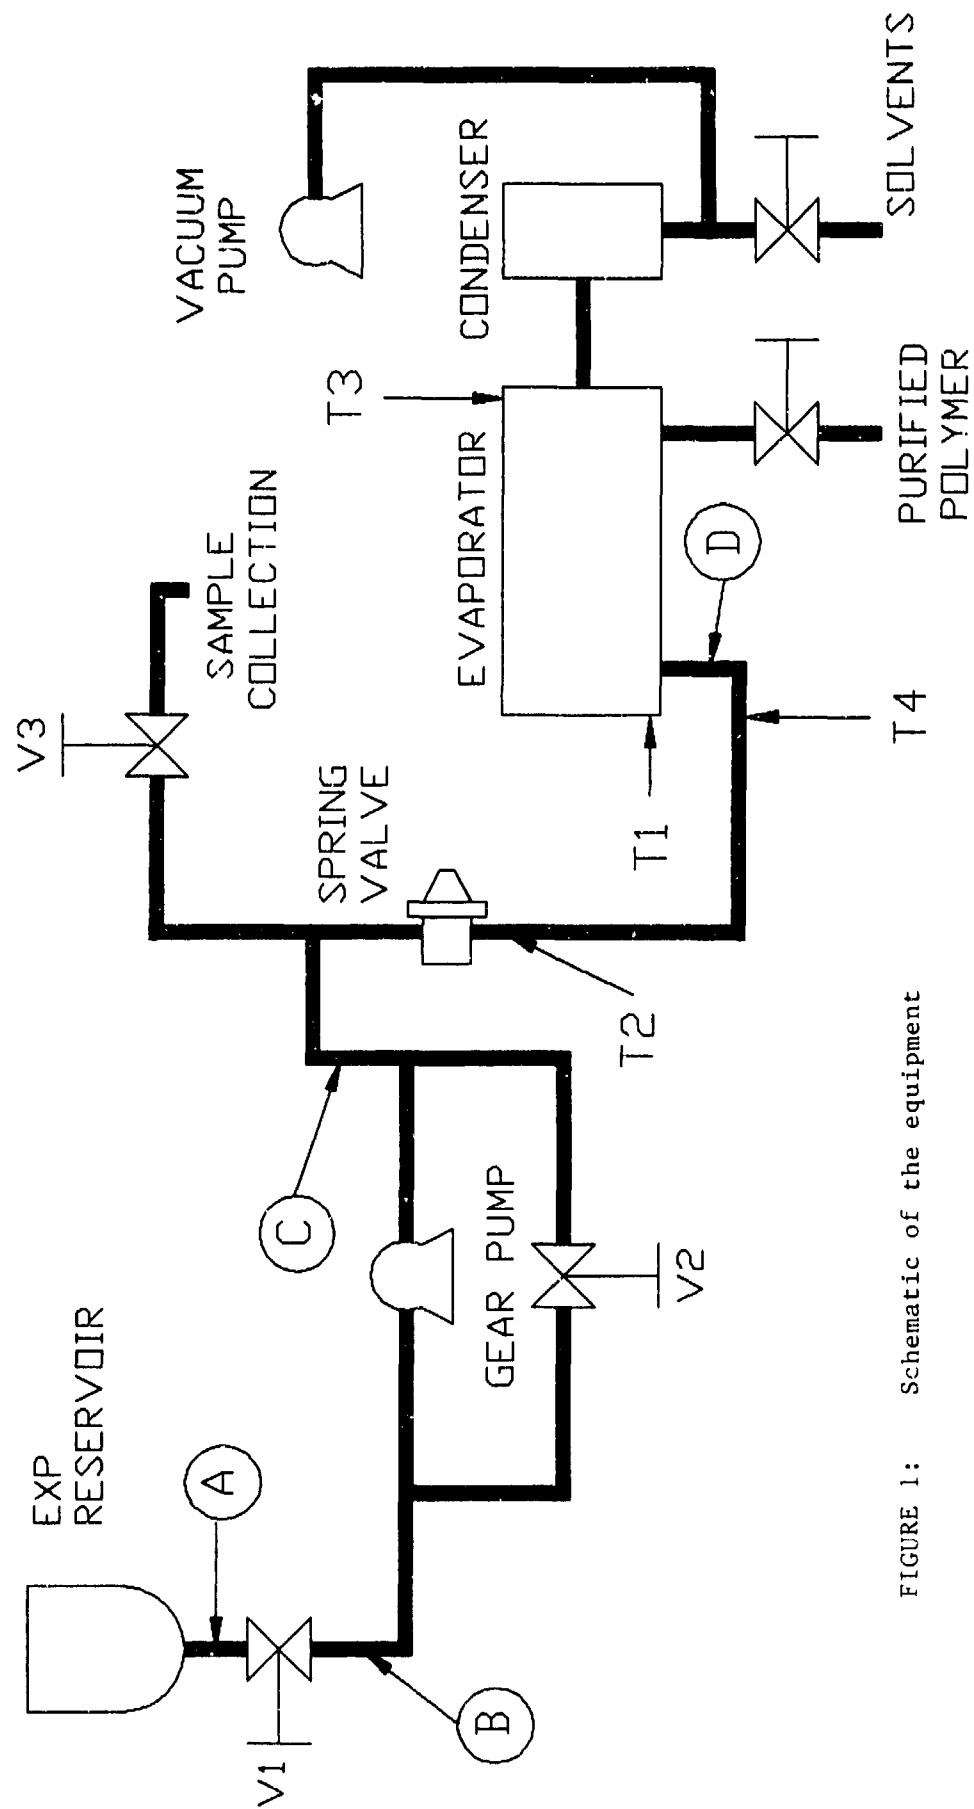 EXP
RESERVOIR
A
V1
B
GEAR PUMP
V2
C
V3
SAMPLE
COLLECTION
SPRING
VALVE
T2
T1
T4
D
EVAPORATOR
T3
VACUUM
PUMP
CONDENSER
PURIFIED
POLYMER
SOLVENTS
FIGURE 1: Schematic of the equipment